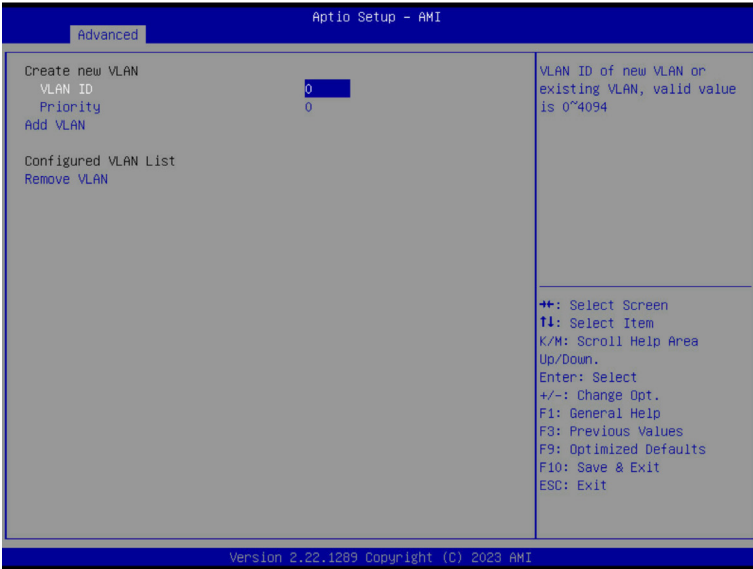 Aptio Setup – AMI
Advanced
Create new VLAN
VLAN ID 0
Priority 0
Add VLAN
Configured VLAN List
Remove VLAN
VLAN ID of new VLAN or
existing VLAN, valid value
is 0~4094
→←: Select Screen
↑↓: Select Item
K/M: Scroll Help Area
Up/Down.
Enter: Select
+/-: Change Opt.
F1: General Help
F3: Previous Values
F9: Optimized Defaults
F10: Save & Exit
ESC: Exit
Version 2.22.1289 Copyright (C) 2023 AMI